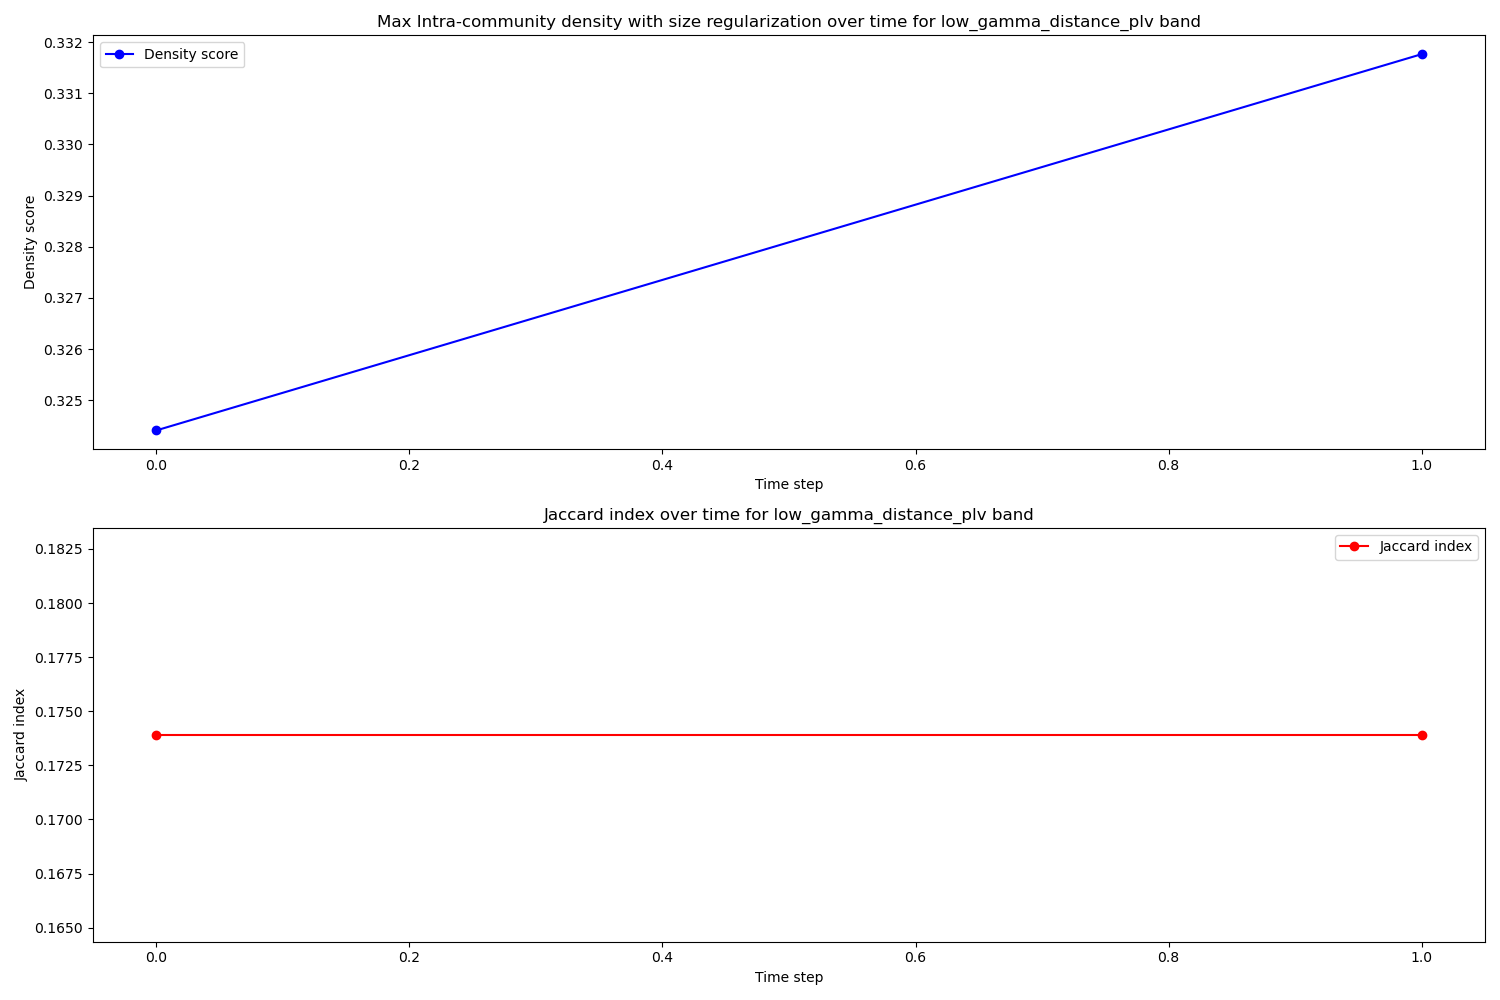 Max Intra-community density with size regularization over time for low_gamma_distance_plv band
0.332
0.331
0.330
0.329
0.328
0.327
0.326
0.325
Density score
Density score
0.0 0.2 0.4 0.6 0.8 1.0
Time step
Jaccard index over time for low_gamma_distance_plv band
0.1825
0.1800
0.1775
0.1750
0.1725
0.1700
0.1675
0.1650
Jaccard index
Jaccard index
0.0 0.2 0.4 0.6 0.8 1.0
Time step